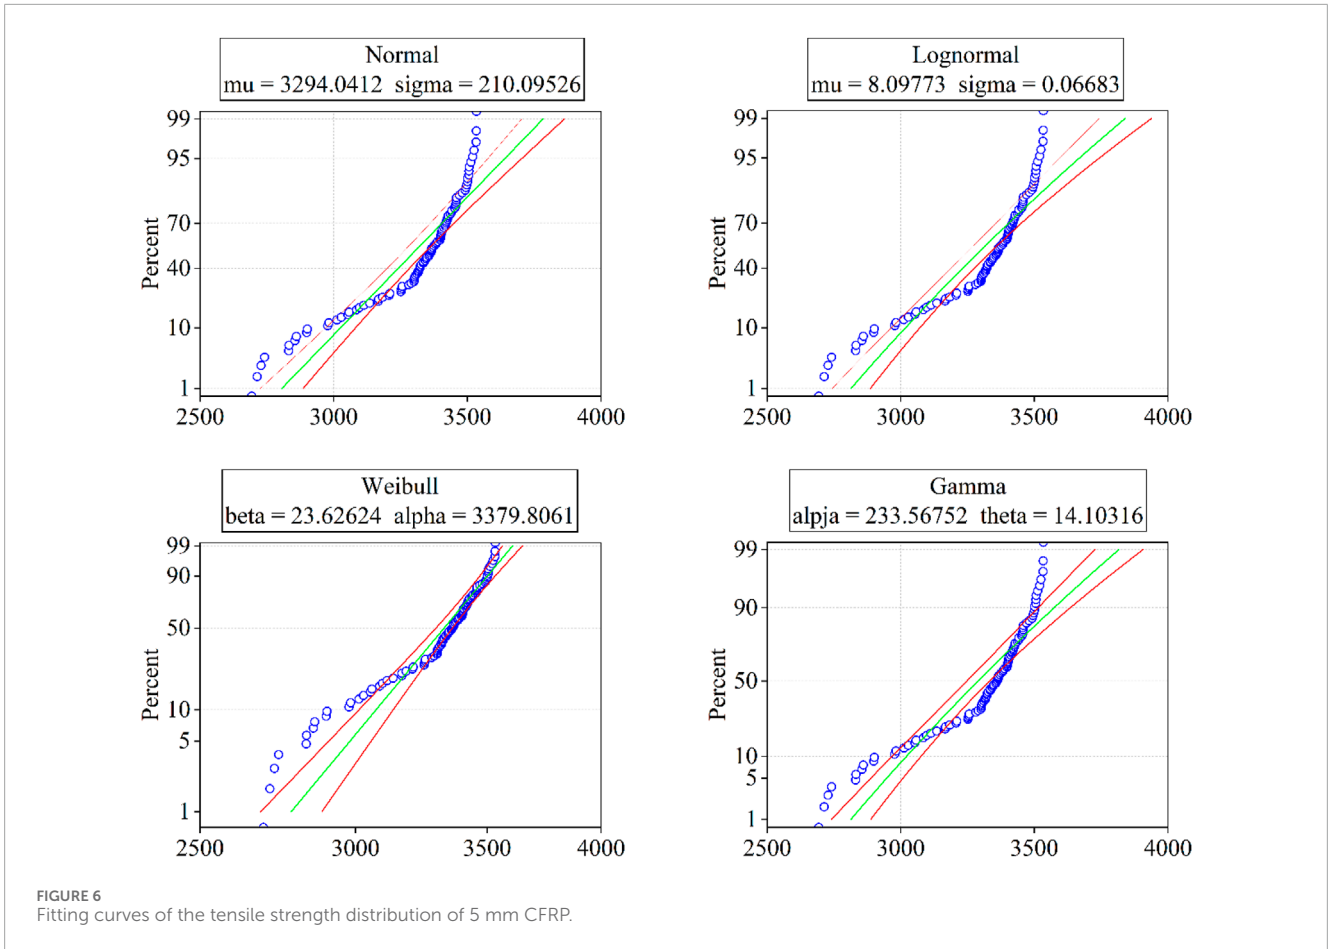 Normal
mu = 3294.0412 sigma = 210.09526
99
95
70
40
10
1
Percent
2500 3000 3500 4000
Lognormal
mu = 8.09773 sigma = 0.06683
99
95
70
40
10
1
Percent
2500 3000 3500 4000
Weibull
beta = 23.62624 alpha = 3379.8061
99
90
50
10
5
1
Percent
2500 3000 3500 4000
Gamma
alpja = 233.56752 theta = 14.10316
99
90
50
10
5
1
Percent
2500 3000 3500 4000
FIGURE 6
Fitting curves of the tensile strength distribution of 5 mm CFRP.